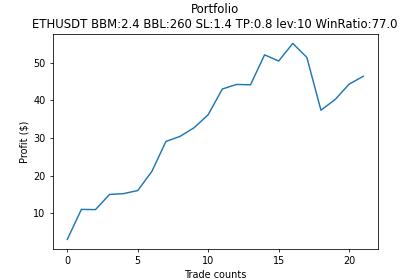 Portfolio
ETHUSDT BBM:2.4 BBL:260 SL:1.4 TP:0.8 lev:10 WinRatio:77.0
50
40
30
20
10
Profit ($)
0 5 10 15 20
Trade counts